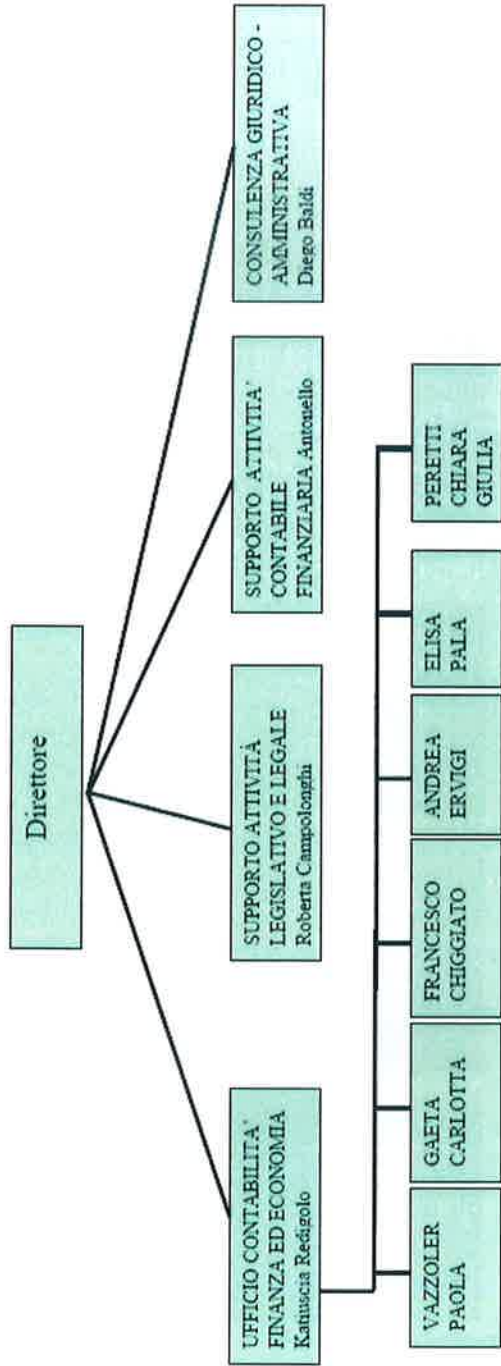 Direttore
UFFICIO CONTABILITA'
FINANZA ED ECONOMIA
Katiuscia Redigolo
SUPPORTO ATTIVITÀ
LEGISLATIVO E LEGALE
Roberta Campolonghi
SUPPORTO ATTIVITA'
CONTABILE
FINANZIARIA Antonello
CONSULENZA GIURIDICO -
AMMINISTRATIVA
Diego Baldi
VAZZOLER
PAOLA
GAETA
CARLOTTA
FRANCESCO
CHIGGIATO
ANDREA
ERVIGI
ELISA
PALA
PERETTI
CHIARA
GIULIA